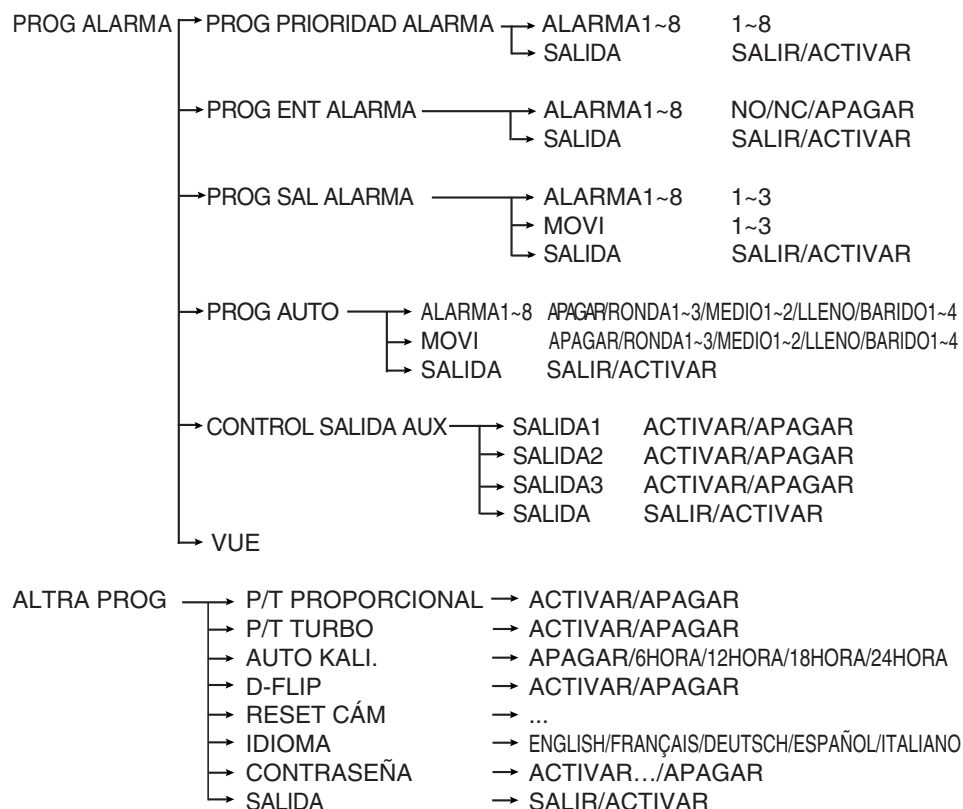 PROG ALARMA PROG PRIORIDAD ALARMA ALARMA1~8 1~8
SALIDA SALIR/ACTIVAR
PROG ENT ALARMA ALARMA1~8 NO/NC/APAGAR
SALIDA SALIR/ACTIVAR
PROG SAL ALARMA ALARMA1~8 1~3
MOVI 1~3
SALIDA SALIR/ACTIVAR
PROG AUTO ALARMA1~8 APAGAR/RONDA1~3/MEDIO1~2/LLENO/BARIDO1~4
MOVI APAGAR/RONDA1~3/MEDIO1~2/LLENO/BARIDO1~4
SALIDA SALIR/ACTIVAR
CONTROL SALIDA AUX SALIDA1 ACTIVAR/APAGAR
SALIDA2 ACTIVAR/APAGAR
SALIDA3 ACTIVAR/APAGAR
SALIDA SALIR/ACTIVAR
VUE
ALTRA PROG P/T PROPORCIONAL ACTIVAR/APAGAR
P/T TURBO ACTIVAR/APAGAR
AUTO KALI. APAGAR/6HORA/12HORA/18HORA/24HORA
D-FLIP ACTIVAR/APAGAR
RESET CÁM ...
IDIOMA ENGLISH/FRANÇAIS/DEUTSCH/ESPAÑOL/ITALIANO
CONTRASEÑA ACTIVAR.../APAGAR
SALIDA SALIR/ACTIVAR